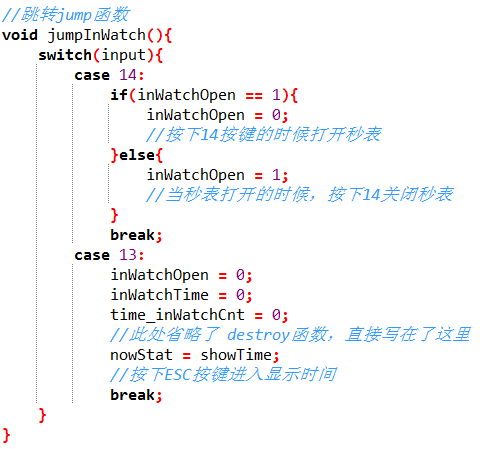 //跳转jump函数
void jumpInWatch(){
    switch(input){
        case 14:
            if(inWatchOpen == 1){
                inWatchOpen = 0;
                //按下14按键的时候打开秒表
            }else{
                inWatchOpen = 1;
                //当秒表打开的时候，按下14关闭秒表
            }
            break;
        case 13:
            inWatchOpen = 0;
            inWatchTime = 0;
            time_inWatchCnt = 0;
            //此处省略了 destroy函数，直接写在了这里
            nowStat = showTime;
            //按下ESC按键进入显示时间
            break;
    }
}